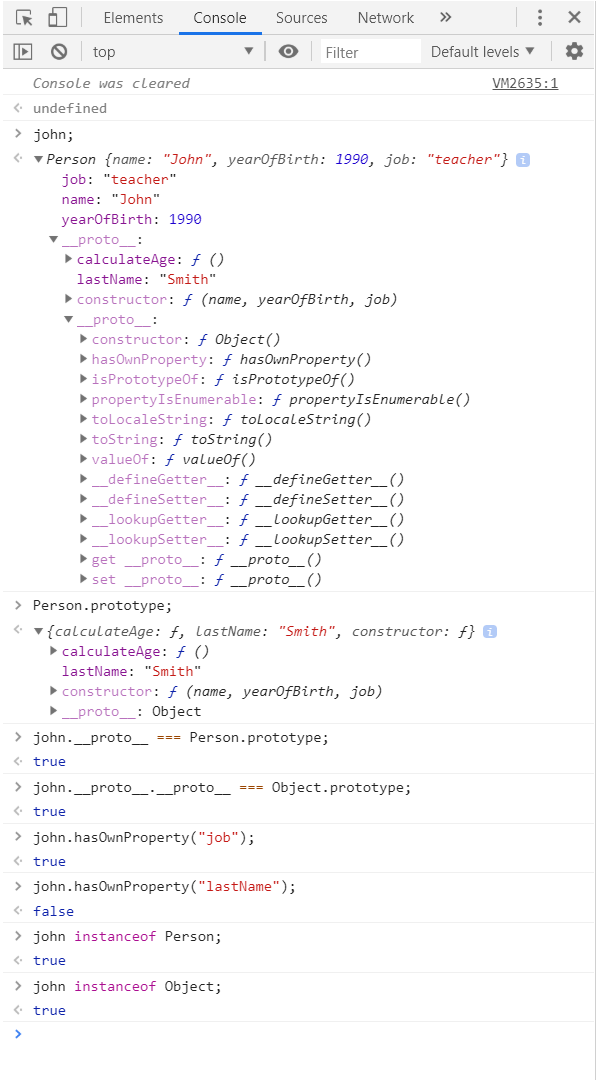 Elements Console Sources Network »
top Filter Default levels
Console was cleared VM2635:1
undefined
john;
Person {name: "John", yearOfBirth: 1990, job: "teacher"} i
job: "teacher"
name: "John"
yearOfBirth: 1990
__proto__:
calculateAge: ƒ ()
lastName: "Smith"
constructor: ƒ (name, yearOfBirth, job)
__proto__:
constructor: ƒ Object()
hasOwnProperty: ƒ hasOwnProperty()
isPrototypeOf: ƒ isPrototypeOf()
propertyIsEnumerable: ƒ propertyIsEnumerable()
toLocaleString: ƒ toLocaleString()
toString: ƒ toString()
valueOf: ƒ valueOf()
__defineGetter__: ƒ __defineGetter__()
__defineSetter__: ƒ __defineSetter__()
__lookupGetter__: ƒ __lookupGetter__()
__lookupSetter__: ƒ __lookupSetter__()
get __proto__: ƒ __proto__()
set __proto__: ƒ __proto__()
Person.prototype;
{calculateAge: ƒ, lastName: "Smith", constructor: ƒ} i
calculateAge: ƒ ()
lastName: "Smith"
constructor: ƒ (name, yearOfBirth, job)
__proto__: Object
john.__proto__ === Person.prototype;
true
john.__proto__.__proto__ === Object.prototype;
true
john.hasOwnProperty("job");
true
john.hasOwnProperty("lastName");
false
john instanceof Person;
true
john instanceof Object;
true